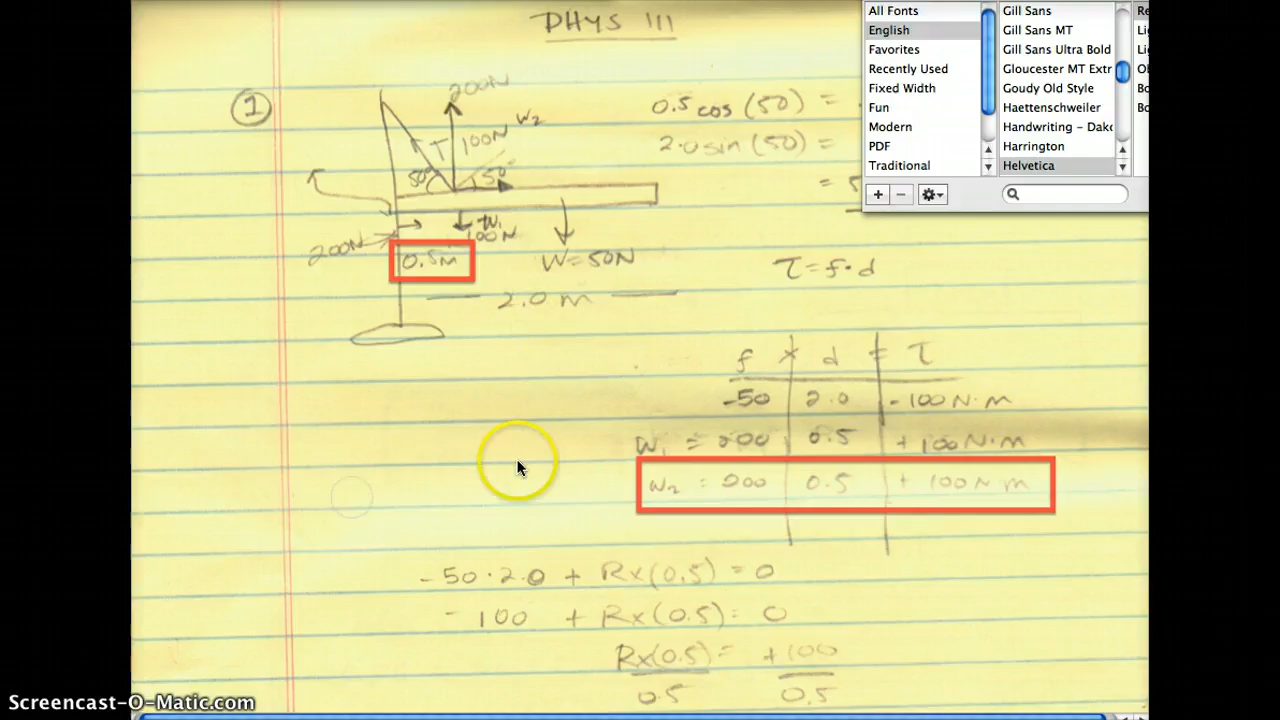 PHYS 111
All Fonts
English
Favorites
Recently Used
Fixed Width
Fun
Modern
PDF
Traditional
Gill Sans
Gill Sans MT
Gill Sans Ultra Bold
Gloucester MT Extr
Goudy Old Style
Haettenschweiler
Handwriting - Dak
Harrington
Helvetica
1
200N
100N W2
T
50°
50°
0.5 cos (50) =
2.0 sin (50) =
=
200N
W1
100N
0.5m
W=50N
2.0 m
τ = f · d
f × d = τ
-50 2.0 -100 N·m
W1 = 200 0.5 + 100 N·m
W2 = 200 0.5 + 100 N·m
-50 · 2.0 + Rx(0.5) = 0
- 100 + Rx(0.5) = 0
Rx(0.5) = +100
0.5 0.5
Screencast-O-Matic.com